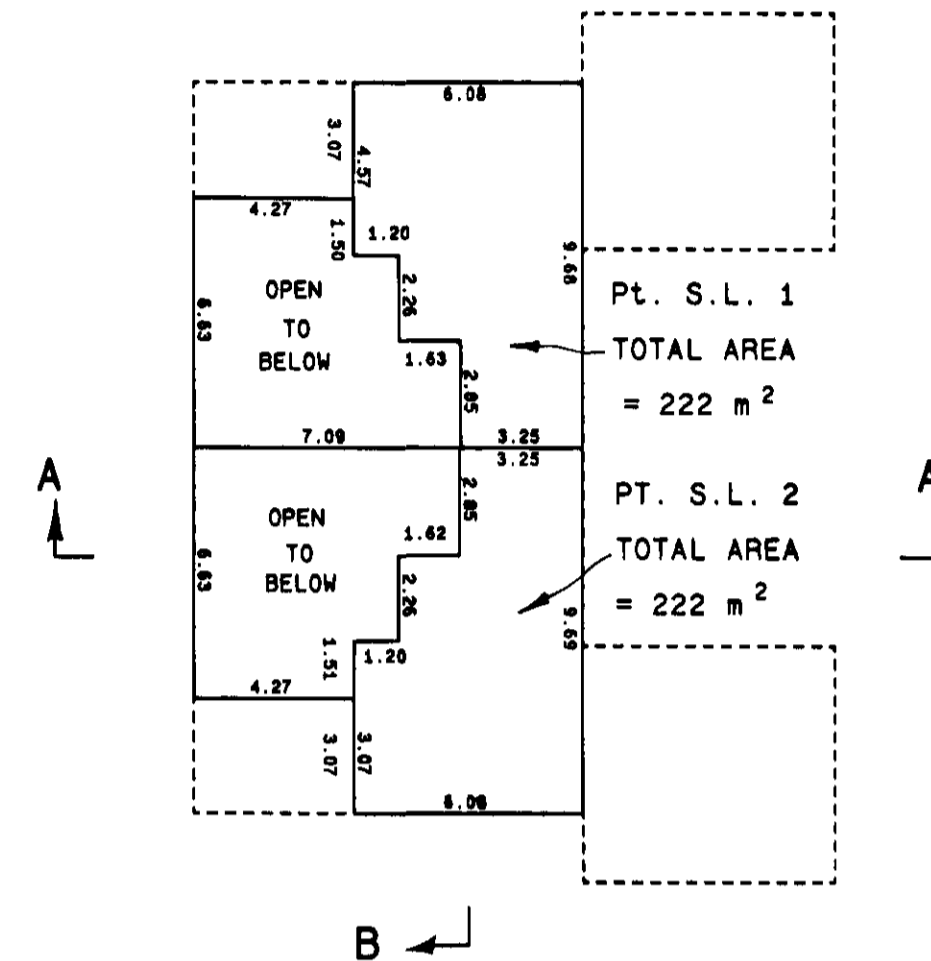 6.08
3.07
4.57
4.27
1.50
1.20
9.68
OPEN
TO
BELOW
2.26
6.63
1.63
2.85
Pt. S.L. 1
TOTAL AREA
= 222 m²
7.09
3.25
3.25
A
A
OPEN
TO
BELOW
2.85
1.62
6.63
2.26
PT. S.L. 2
TOTAL AREA
= 222 m²
9.69
1.51
1.20
4.27
3.07
3.07
6.08
B